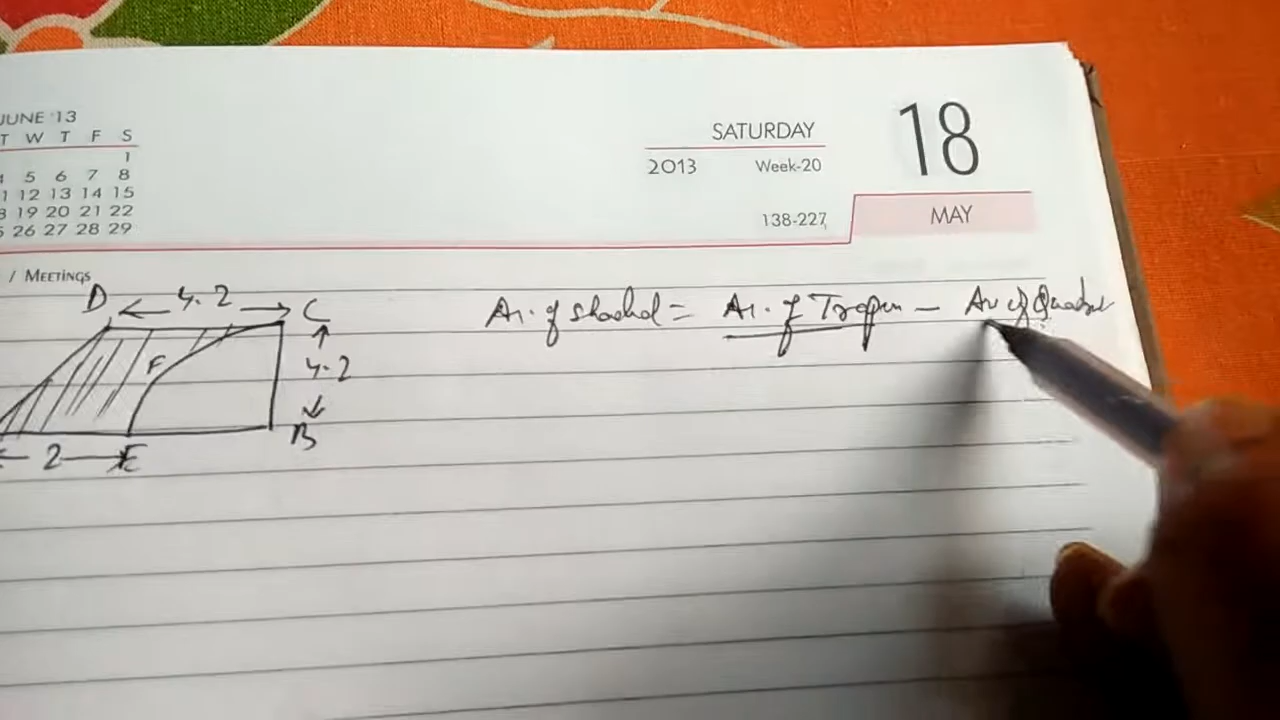 JUNE '13
T W T F S
1
4 5 6 7 8
11 12 13 14 15
18 19 20 21 22
25 26 27 28 29
SATURDAY
2013 Week-20
138-227
18
MAY
/ MEETINGS
D 4.2 C
F 4.2
B
2 E
Ar. of shaded = Ar. of Trapem - Ar of Quadrt